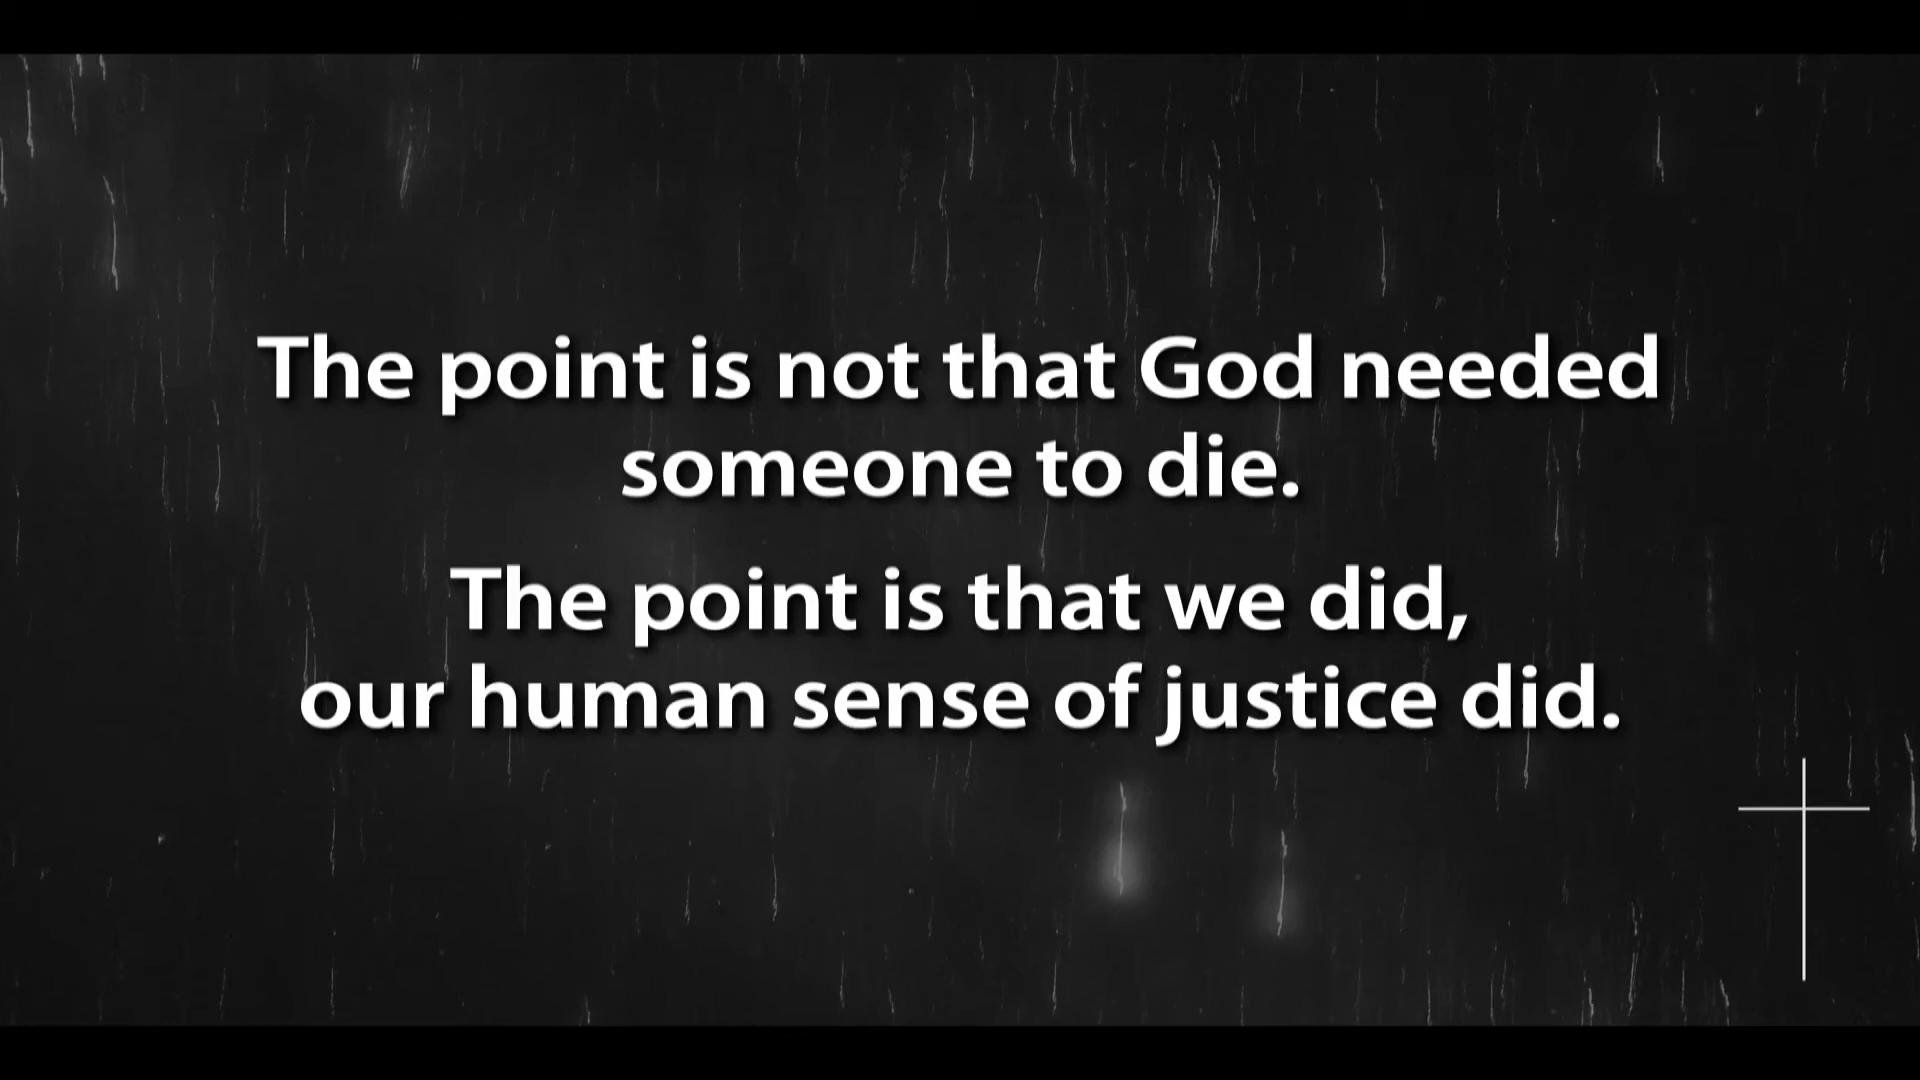 The point is not that God needed
someone to die.
The point is that we did,
our human sense of justice did.